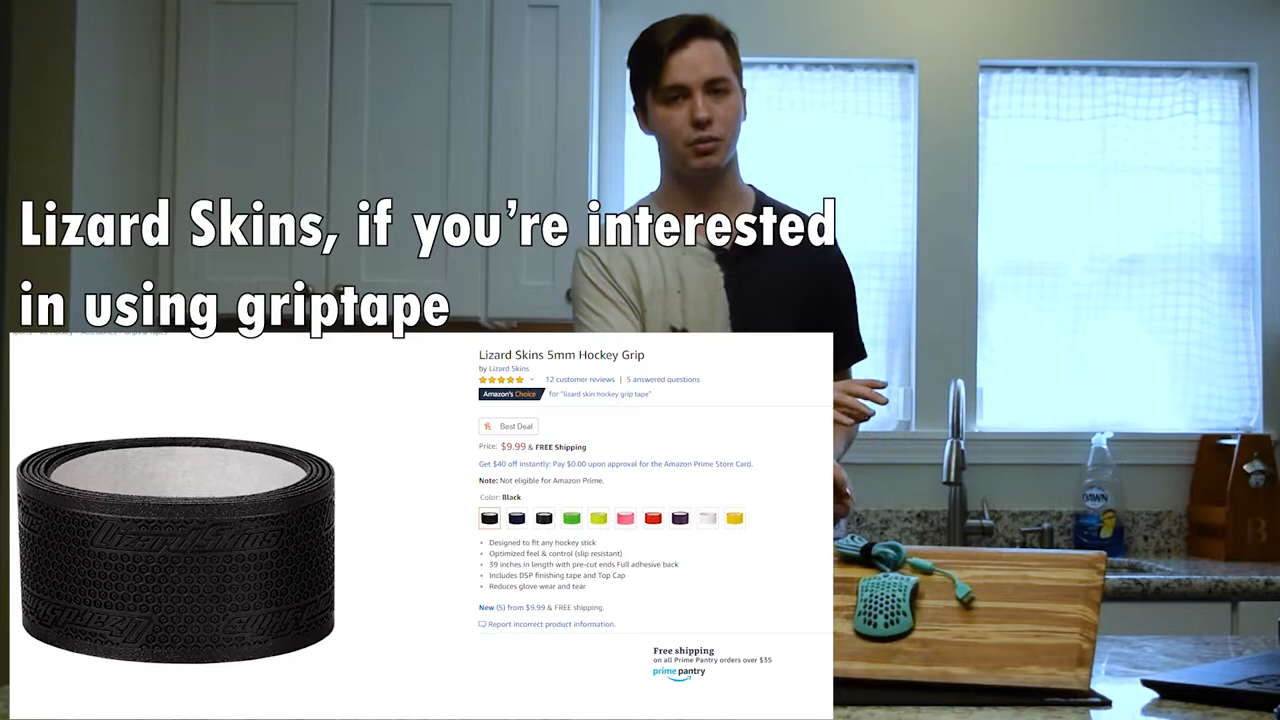 Lizard Skins, if you're interested
in using griptape
Lizard Skins 5mm Hockey Grip
by Lizard Skins
12 customer reviews | 5 answered questions
Amazon's Choice for "lizard skin hockey grip tape"
Best Deal
Price: $9.99 & FREE Shipping
Get $40 off instantly: Pay $0.00 upon approval for the Amazon Prime Store Card.
Note: Not eligible for Amazon Prime.
Color: Black
Designed to fit any hockey stick
Optimized feel & control (slip resistant)
39 inches in length with pre-cut ends Full adhesive back
Includes DSP finishing tape and Top Cap
Reduces glove wear and tear
New (5) from $9.99 & FREE shipping.
Report incorrect product information.
Free shipping
on all Prime Pantry orders over $35
prime pantry
DAWN
B